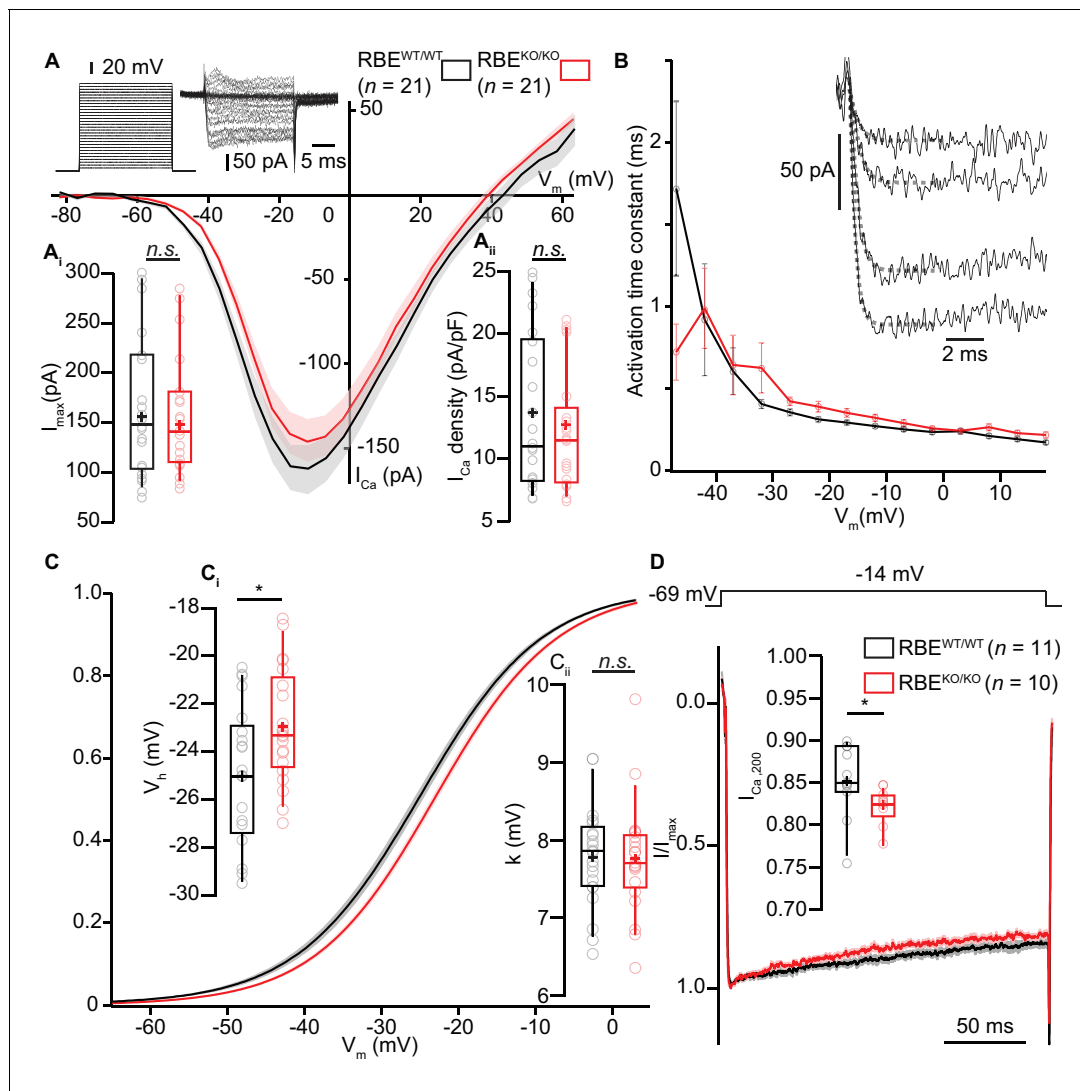 A
20 mV
50 pA
5 ms
RBE^WT/WT
(n = 21)
RBE^KO/KO
(n = 21)
50
V_m (mV)
-80 -60 -40 -20 0 20 40 60
-50
-100
-150
I_Ca (pA)
A_i
n.s.
I_max(pA)
300
250
200
150
100
50
A_ii
n.s.
I_Ca density (pA/pF)
25
20
15
10
5
B
Activation time constant (ms)
2
1
0
-40 -30 -20 -10 0 10
V_m(mV)
50 pA
2 ms
C
1.0
0.8
0.6
0.4
0.2
0
-60 -50 -40 -30 -20 -10 0
V_m (mV)
C_i
*
V_h (mV)
-18
-20
-22
-24
-26
-28
-30
C_ii
n.s.
k (mV)
10
9
8
7
6
D
-69 mV
-14 mV
RBE^WT/WT (n = 11)
RBE^KO/KO (n = 10)
I/I_max
0.0
-0.5
1.0
*
I_Ca,200
1.00
0.95
0.90
0.85
0.80
0.75
0.70
50 ms